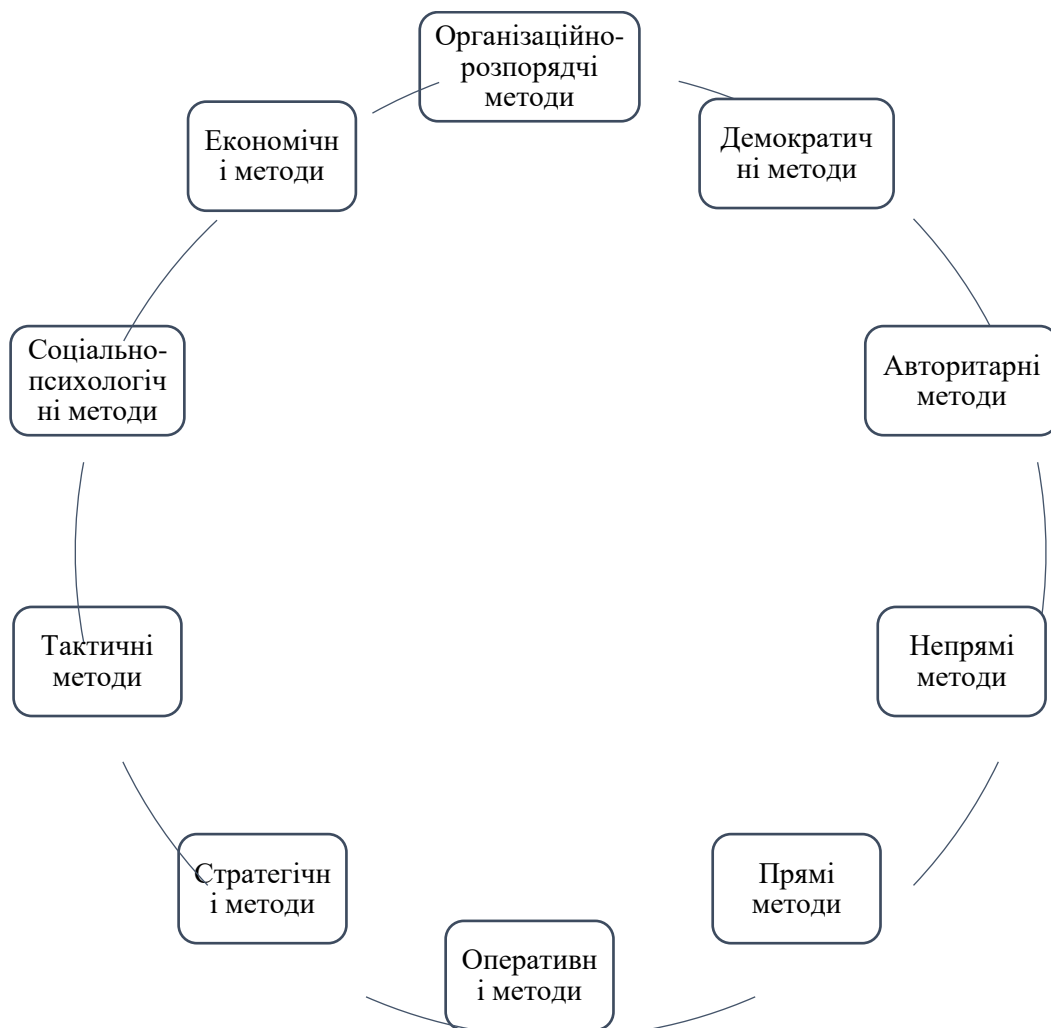 Організаційно-
розпорядчі
методи
Демократич
ні методи
Авторитарні
методи
Непрямі
методи
Прямі
методи
Оперативн
і методи
Стратегічн
і методи
Тактичні
методи
Соціально-
психологіч
ні методи
Економічн
і методи